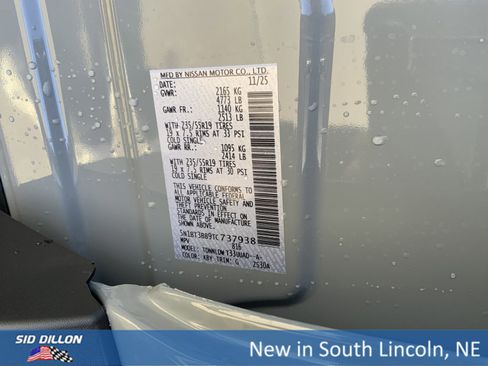 MFD BY NISSAN MOTOR CO., LTD.
DATE: 11/25
GVWR: 2165 KG
4773 LB
GAWR FR.: 1140 KG
2513 LB
WITH 235/55R19 TIRES
19 x 7.5 RIMS AT 33 PSI
COLD SINGLE
GAWR RR.: 1095 KG
2414 LB
WITH 235/55R19 TIRES
19 x 7.5 RIMS AT 30 PSI
COLD SINGLE
THIS VEHICLE CONFORMS TO
ALL APPLICABLE FEDERAL
MOTOR VEHICLE SAFETY AND
THEFT PREVENTION
STANDARDS IN EFFECT ON
THE DATE OF MANUFACTURE
SHOWN ABOVE.
5N1BT3BB9TC737938
MPV 816
MODEL:
COLOR: KBY TRIM: G 2530A
SID DILLON
New in South Lincoln, NE